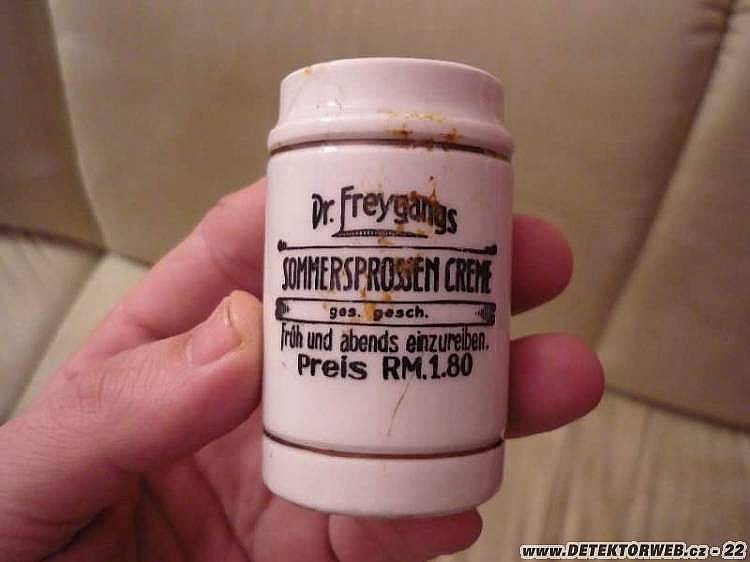 Dr. Freygangs
SOMMERSPROSSEN CREME
ges. gesch.
Früh und abends einzureiben.
Preis RM.1.80
www.DETEKTORWEB.cz - 22